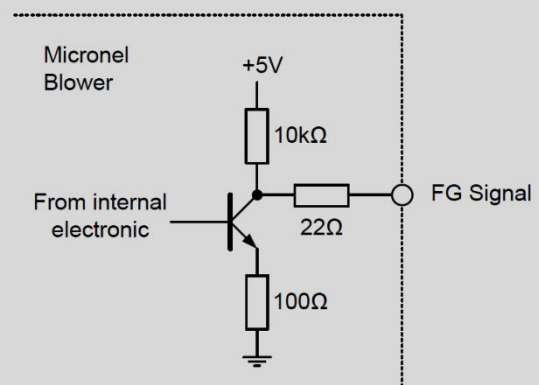 Micronel
Blower
+5V
10kΩ
From internal
electronic
22Ω
FG Signal
100Ω